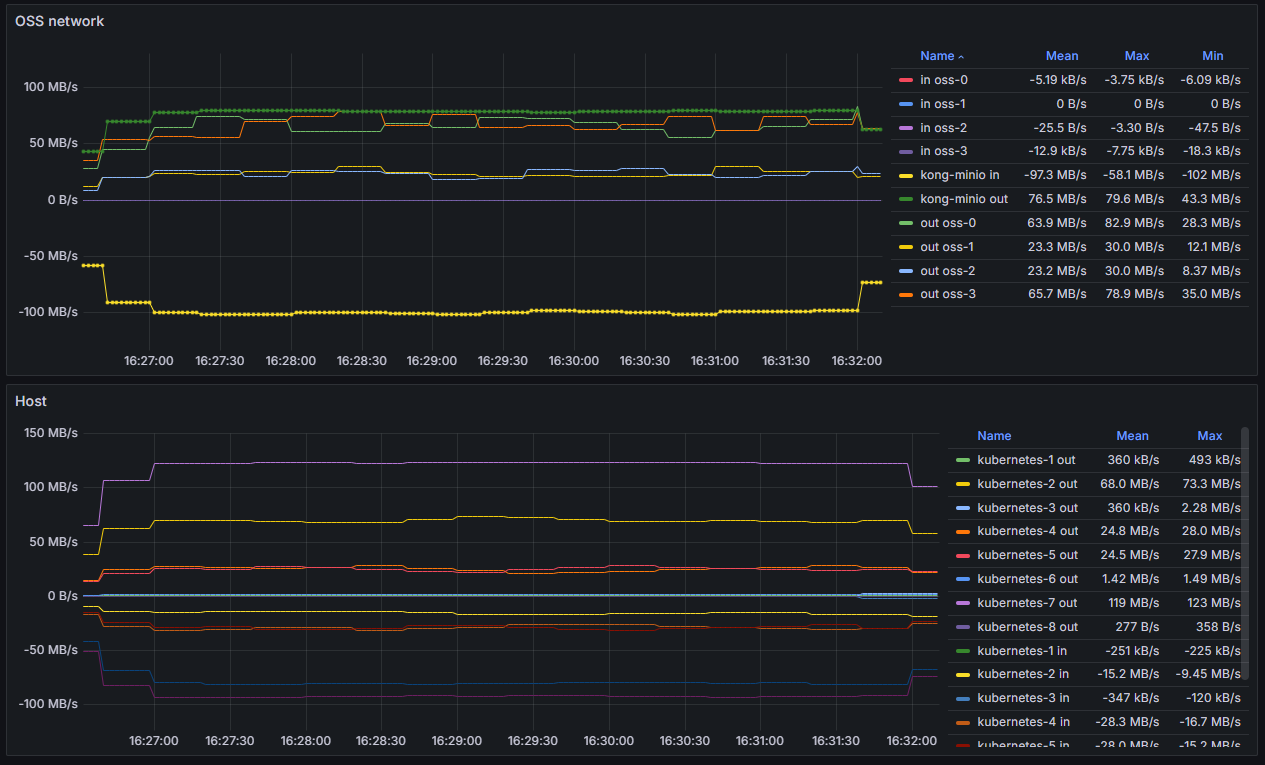 OSS network
100 MB/s
50 MB/s
0 B/s
-50 MB/s
-100 MB/s
16:27:00 16:27:30 16:28:00 16:28:30 16:29:00 16:29:30 16:30:00 16:30:30 16:31:00 16:31:30 16:32:00
Name Mean Max Min
in oss-0 -5.19 kB/s -3.75 kB/s -6.09 kB/s
in oss-1 0 B/s 0 B/s 0 B/s
in oss-2 -25.5 B/s -3.30 B/s -47.5 B/s
in oss-3 -12.9 kB/s -7.75 kB/s -18.3 kB/s
kong-minio in -97.3 MB/s -58.1 MB/s -102 MB/s
kong-minio out 76.5 MB/s 79.6 MB/s 43.3 MB/s
out oss-0 63.9 MB/s 82.9 MB/s 28.3 MB/s
out oss-1 23.3 MB/s 30.0 MB/s 12.1 MB/s
out oss-2 23.2 MB/s 30.0 MB/s 8.37 MB/s
out oss-3 65.7 MB/s 78.9 MB/s 35.0 MB/s
Host
150 MB/s
100 MB/s
50 MB/s
0 B/s
-50 MB/s
-100 MB/s
16:27:00 16:27:30 16:28:00 16:28:30 16:29:00 16:29:30 16:30:00 16:30:30 16:31:00 16:31:30 16:32:00
Name Mean Max
kubernetes-1 out 360 kB/s 493 kB/s
kubernetes-2 out 68.0 MB/s 73.3 MB/s
kubernetes-3 out 360 kB/s 2.28 MB/s
kubernetes-4 out 24.8 MB/s 28.0 MB/s
kubernetes-5 out 24.5 MB/s 27.9 MB/s
kubernetes-6 out 1.42 MB/s 1.49 MB/s
kubernetes-7 out 119 MB/s 123 MB/s
kubernetes-8 out 277 B/s 358 B/s
kubernetes-1 in -251 kB/s -225 kB/s
kubernetes-2 in -15.2 MB/s -9.45 MB/s
kubernetes-3 in -347 kB/s -120 kB/s
kubernetes-4 in -28.3 MB/s -16.7 MB/s
kubernetes-5 in -28.0 MB/s -15.2 MB/s